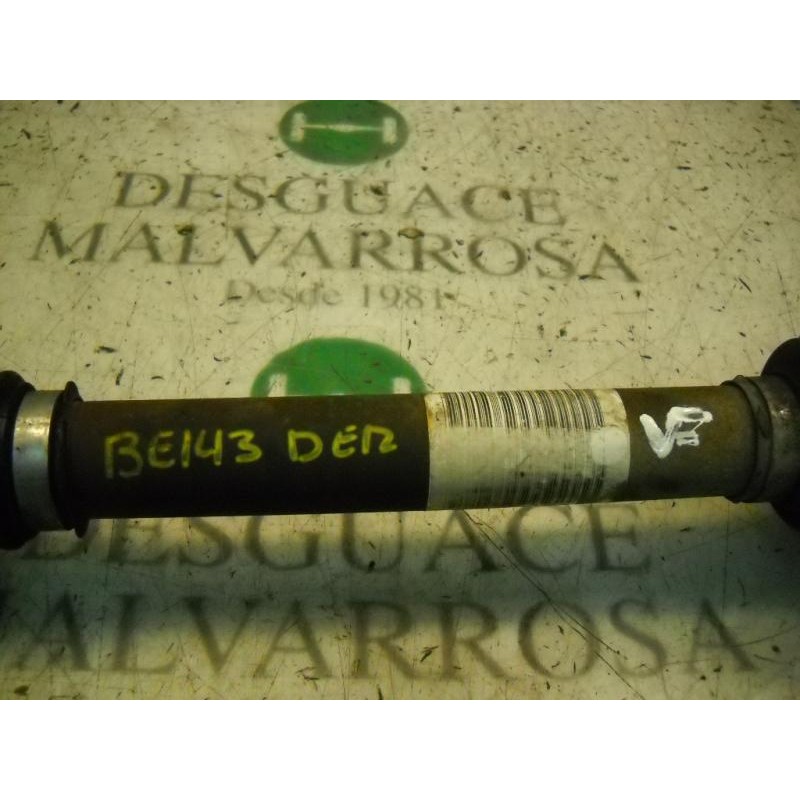 DESGUACE
MALVARROSA
Desde 1981
BE143 DER
DESGUACE
MALVARROSA